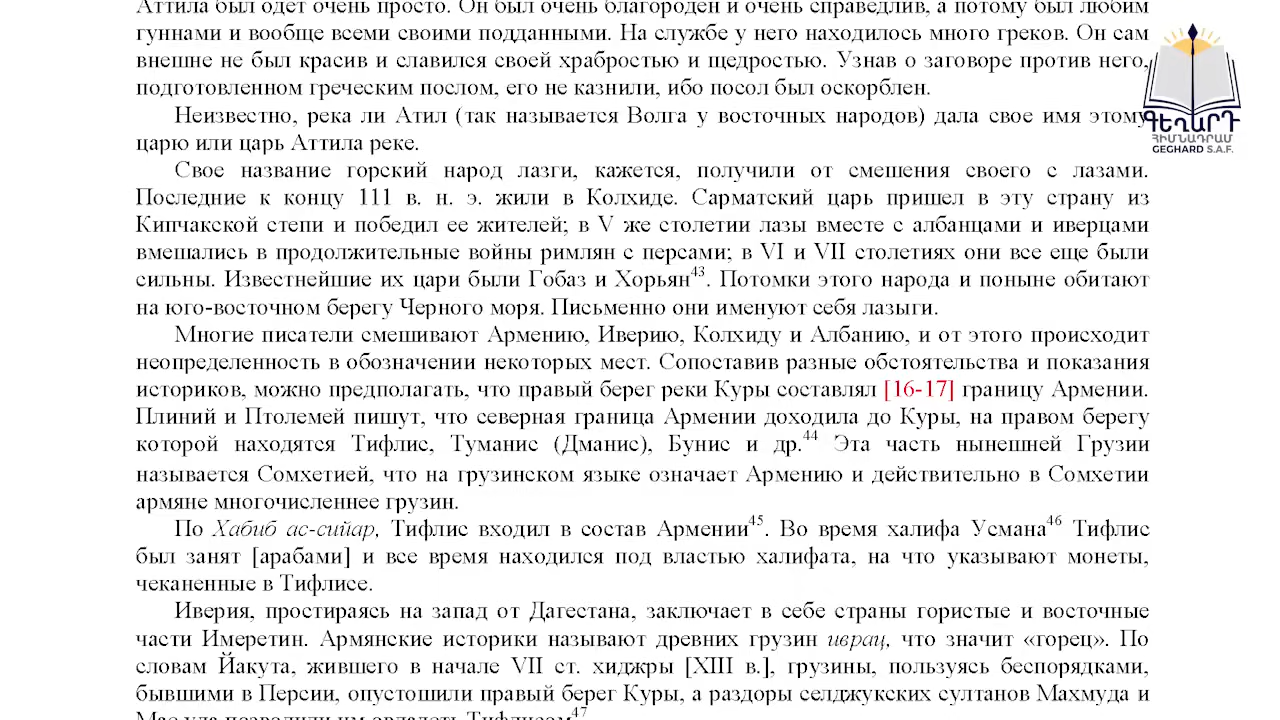 Аттила был одет очень просто. Он был очень благороден и очень справедлив, а потому был любим
гуннами и вообще всеми своими подданными. На службе у него находилось много греков. Он сам
внешне не был красив и славился своей храбростью и щедростью. Узнав о заговоре против него,
подготовленном греческим послом, его не казнили, ибо посол был оскорблен.
Неизвестно, река ли Атил (так называется Волга у восточных народов) дала свое имя этому
царю или царь Аттила реке.
Свое название горский народ лазги, кажется, получили от смешения своего с лазами.
Последние к концу 111 в. н. э. жили в Колхиде. Сарматский царь пришел в эту страну из
Кипчакской степи и победил ее жителей; в V же столетии лазы вместе с албанцами и иверцами
вмешались в продолжительные войны римлян с персами; в VI и VII столетиях они все еще были
сильны. Известнейшие их цари были Гобаз и Хорьян43. Потомки этого народа и поныне обитают
на юго-восточном берегу Черного моря. Письменно они именуют себя лазыги.
Многие писатели смешивают Армению, Иверию, Колхиду и Албанию, и от этого происходит
неопределенность в обозначении некоторых мест. Сопоставив разные обстоятельства и показания
историков, можно предполагать, что правый берег реки Куры составлял [16-17] границу Армении.
Плиний и Птолемей пишут, что северная граница Армении доходила до Куры, на правом берегу
которой находятся Тифлис, Туманис (Дманис), Бунис и др.44 Эта часть нынешней Грузии
называется Сомхетией, что на грузинском языке означает Армению и действительно в Сомхетии
армяне многочисленнее грузин.
По Хабиб ас-сийар, Тифлис входил в состав Армении45. Во время халифа Усмана46 Тифлис
был занят [арабами] и все время находился под властью халифата, на что указывают монеты,
чеканенные в Тифлисе.
Иверия, простираясь на запад от Дагестана, заключает в себе страны гористые и восточные
части Имеретин. Армянские историки называют древних грузин иврац, что значит «горец». По
словам Йакута, жившего в начале VII ст. хиджры [XIII в.], грузины, пользуясь беспорядками,
бывшими в Персии, опустошили правый берег Куры, а раздоры селджукских султанов Махмуда и
Мас'уда позволили им овладеть Тифлисом47
ԳԵՂԱՐԴ
ՀԻՄՆԱԴՐԱՄ
GEGHARD S.A.F.